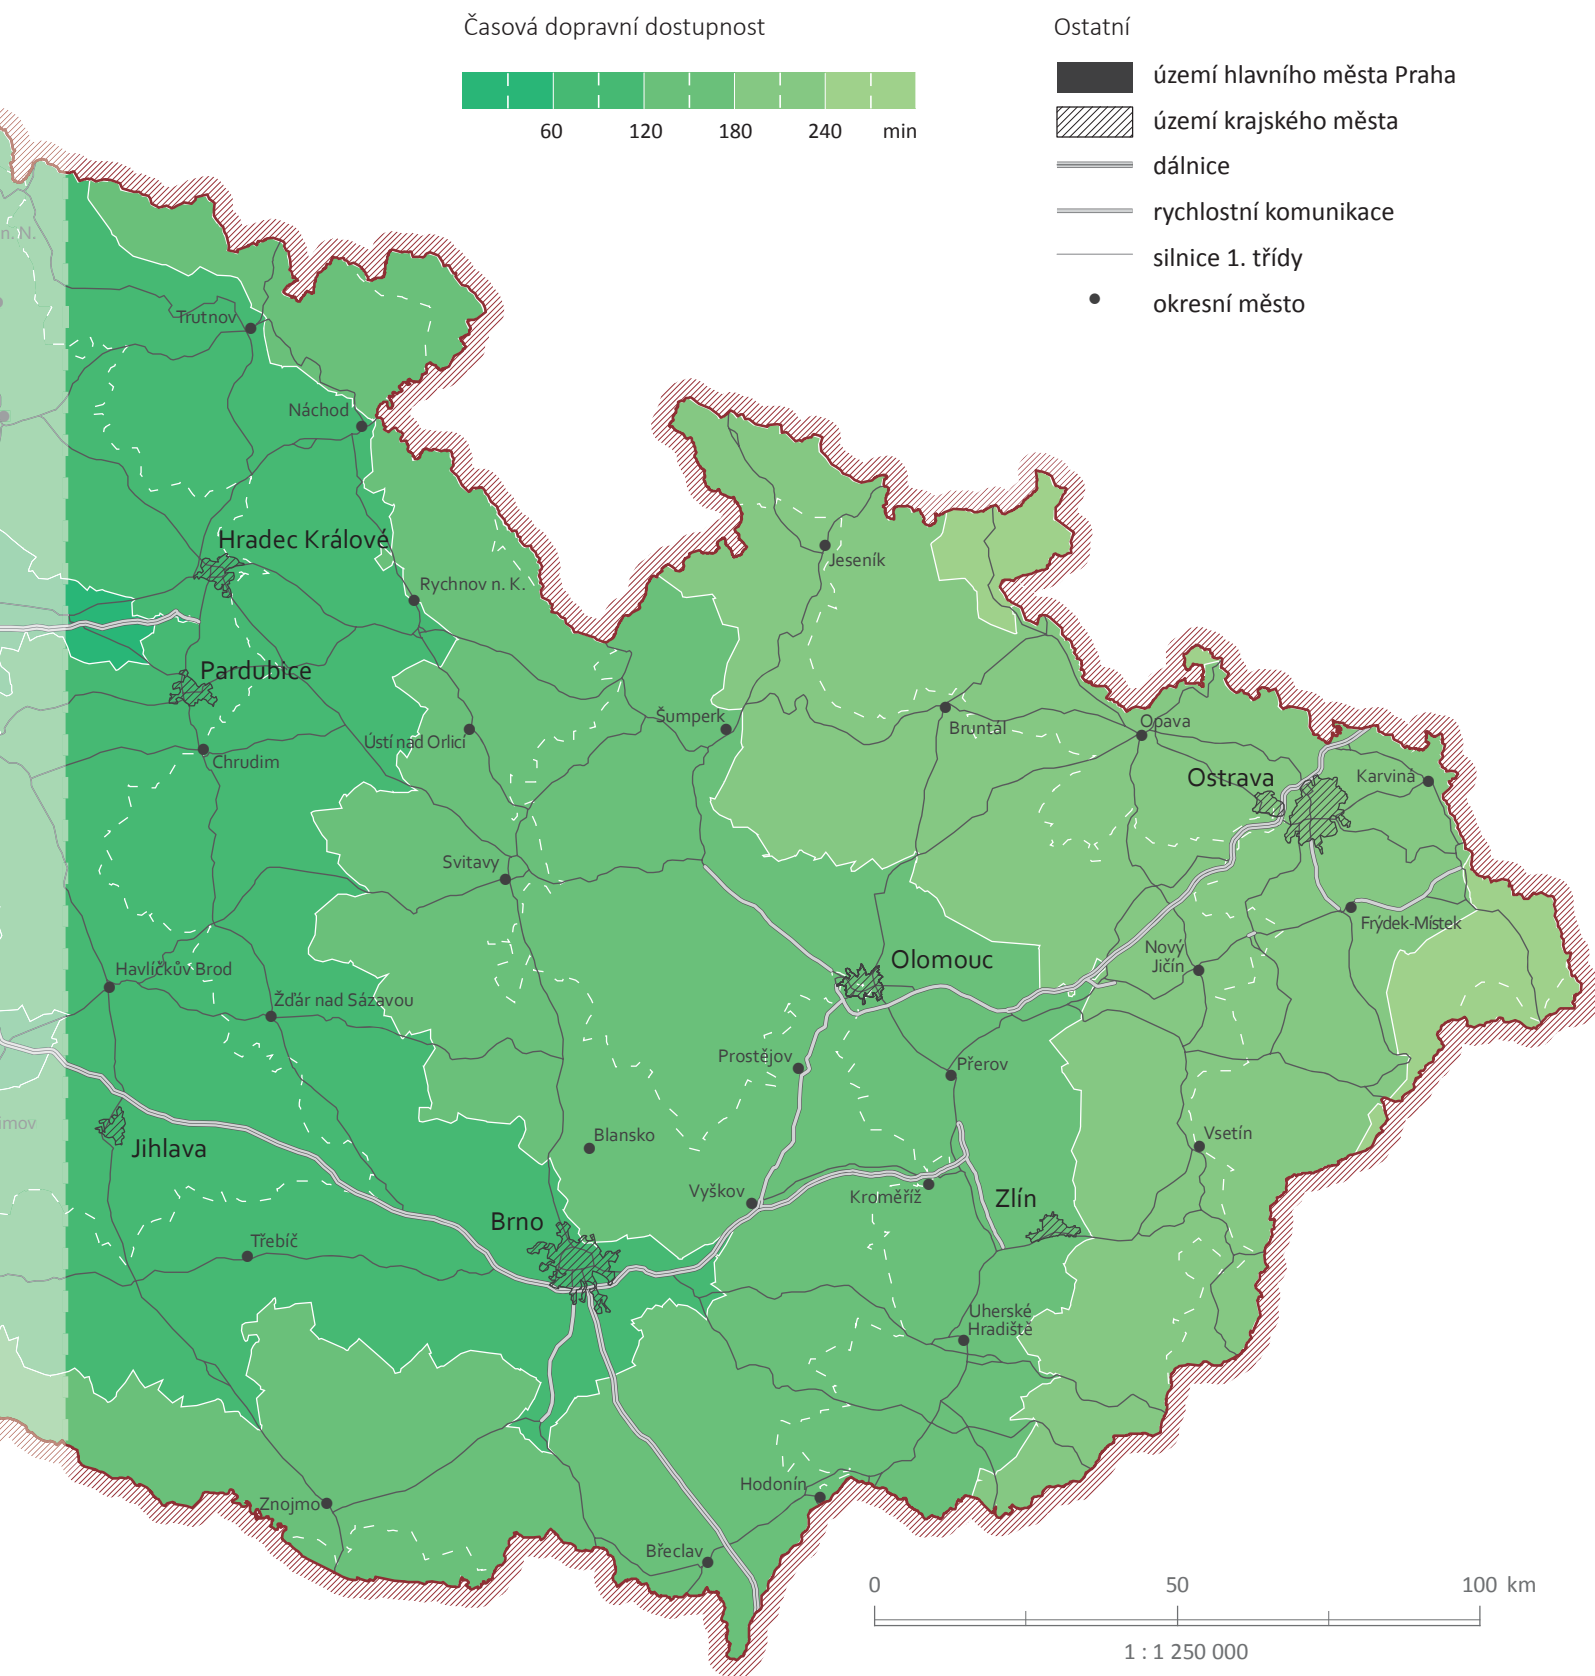 Časová dopravní dostupnost
60 120 180 240 min
Ostatní
území hlavního města Praha
území krajského města
dálnice
rychlostní komunikace
silnice 1. třídy
okresní město
n. N.
Trutnov
Náchod
Hradec Králové
Jeseník
Rychnov n. K.
Pardubice
Šumperk
Bruntál
Opava
Ústí nad Orlicí
Chrudim
Ostrava
Karviná
Svitavy
Frýdek-Místek
Olomouc
Nový
Jičín
Havlíčkův Brod
Žďár nad Sázavou
Prostějov
Přerov
imov
Jihlava
Blansko
Vsetín
Vyškov
Kroměříž
Zlín
Brno
Třebíč
Uherské
Hradiště
Hodonín
Znojmo
Břeclav
0 50 100 km
1 : 1 250 000